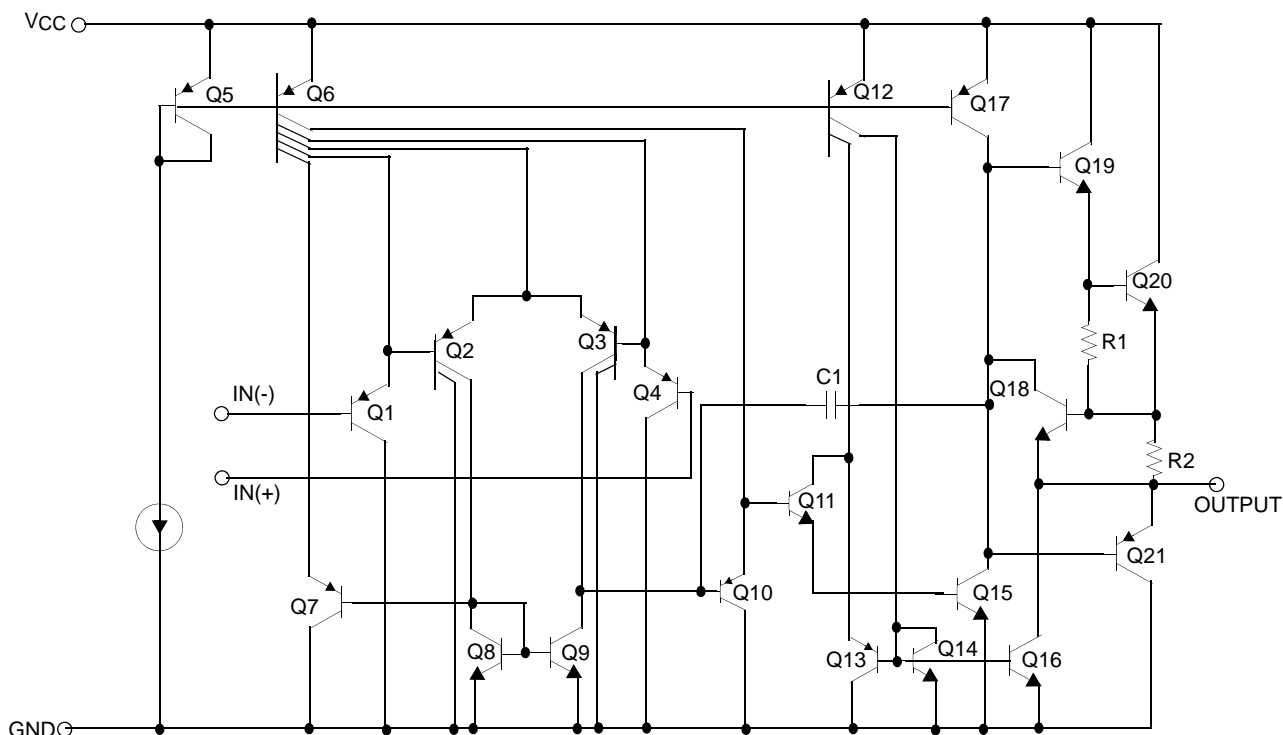 VCC
Q5
Q6
Q12
Q17
Q19
Q20
R1
Q2
Q3
Q4
C1
Q18
Q1
IN(-)
IN(+)
R2
OUTPUT
Q11
Q21
Q7
Q10
Q15
Q8
Q9
Q13
Q14
Q16
GND